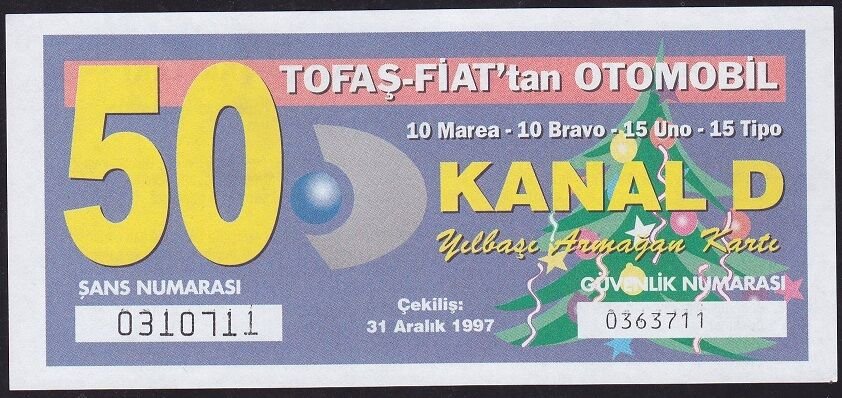 50
TOFAŞ-FİAT'tan OTOMOBİL
10 Marea - 10 Bravo - 15 Uno - 15 Tipo
KANAL D
Yılbaşı Armağan Kartı
ŞANS NUMARASI
0310711
Çekiliş:
31 Aralık 1997
GÜVENLİK NUMARASI
0363711